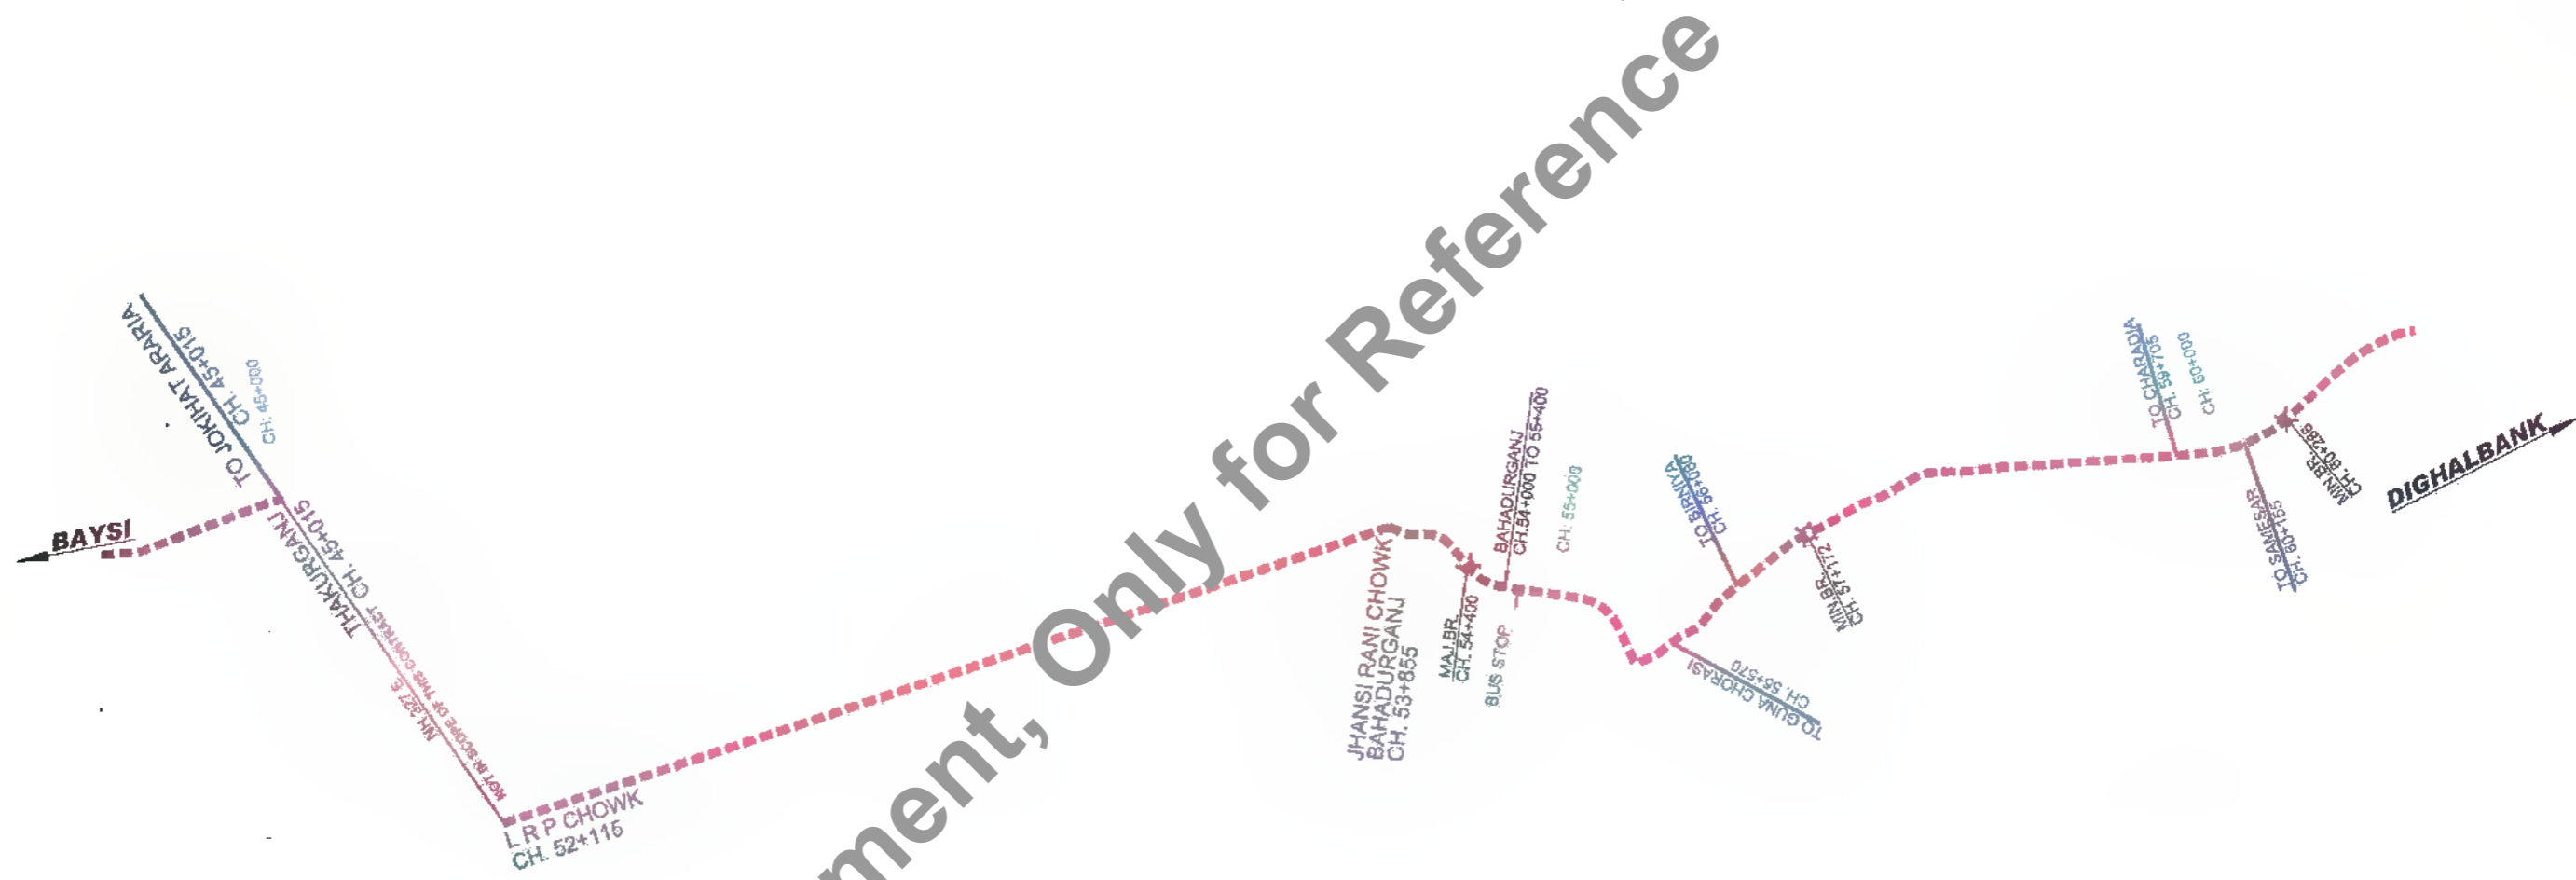 TO JOKIHAT ARARIA
CH. 45+015
CH: 45+000
BAYSI
THAKURGANJ
CH. 45+015
NOT IN SCOPE OF THIS CONTRACT
NH 327 E
L R P CHOWK
CH. 52+115
JHANSI RANI CHOWK
BAHADURGANJ
CH. 53+855
MAJ.BR.
CH. 54+400
BUS STOP
BAHADURGANJ
CH.54+000 TO 55+400
CH: 55+000
TO GUNA CHORASI
CH. 55+570
TO BIRNIYA
CH. 56+080
MIN.BR.
CH. 57+172
TO CHARADIA
CH. 59+705
CH: 60+000
TO SAMESAR
CH. 60+155
MIN.BR.
CH. 60+286
DIGHALBANK
ment, Only for Reference